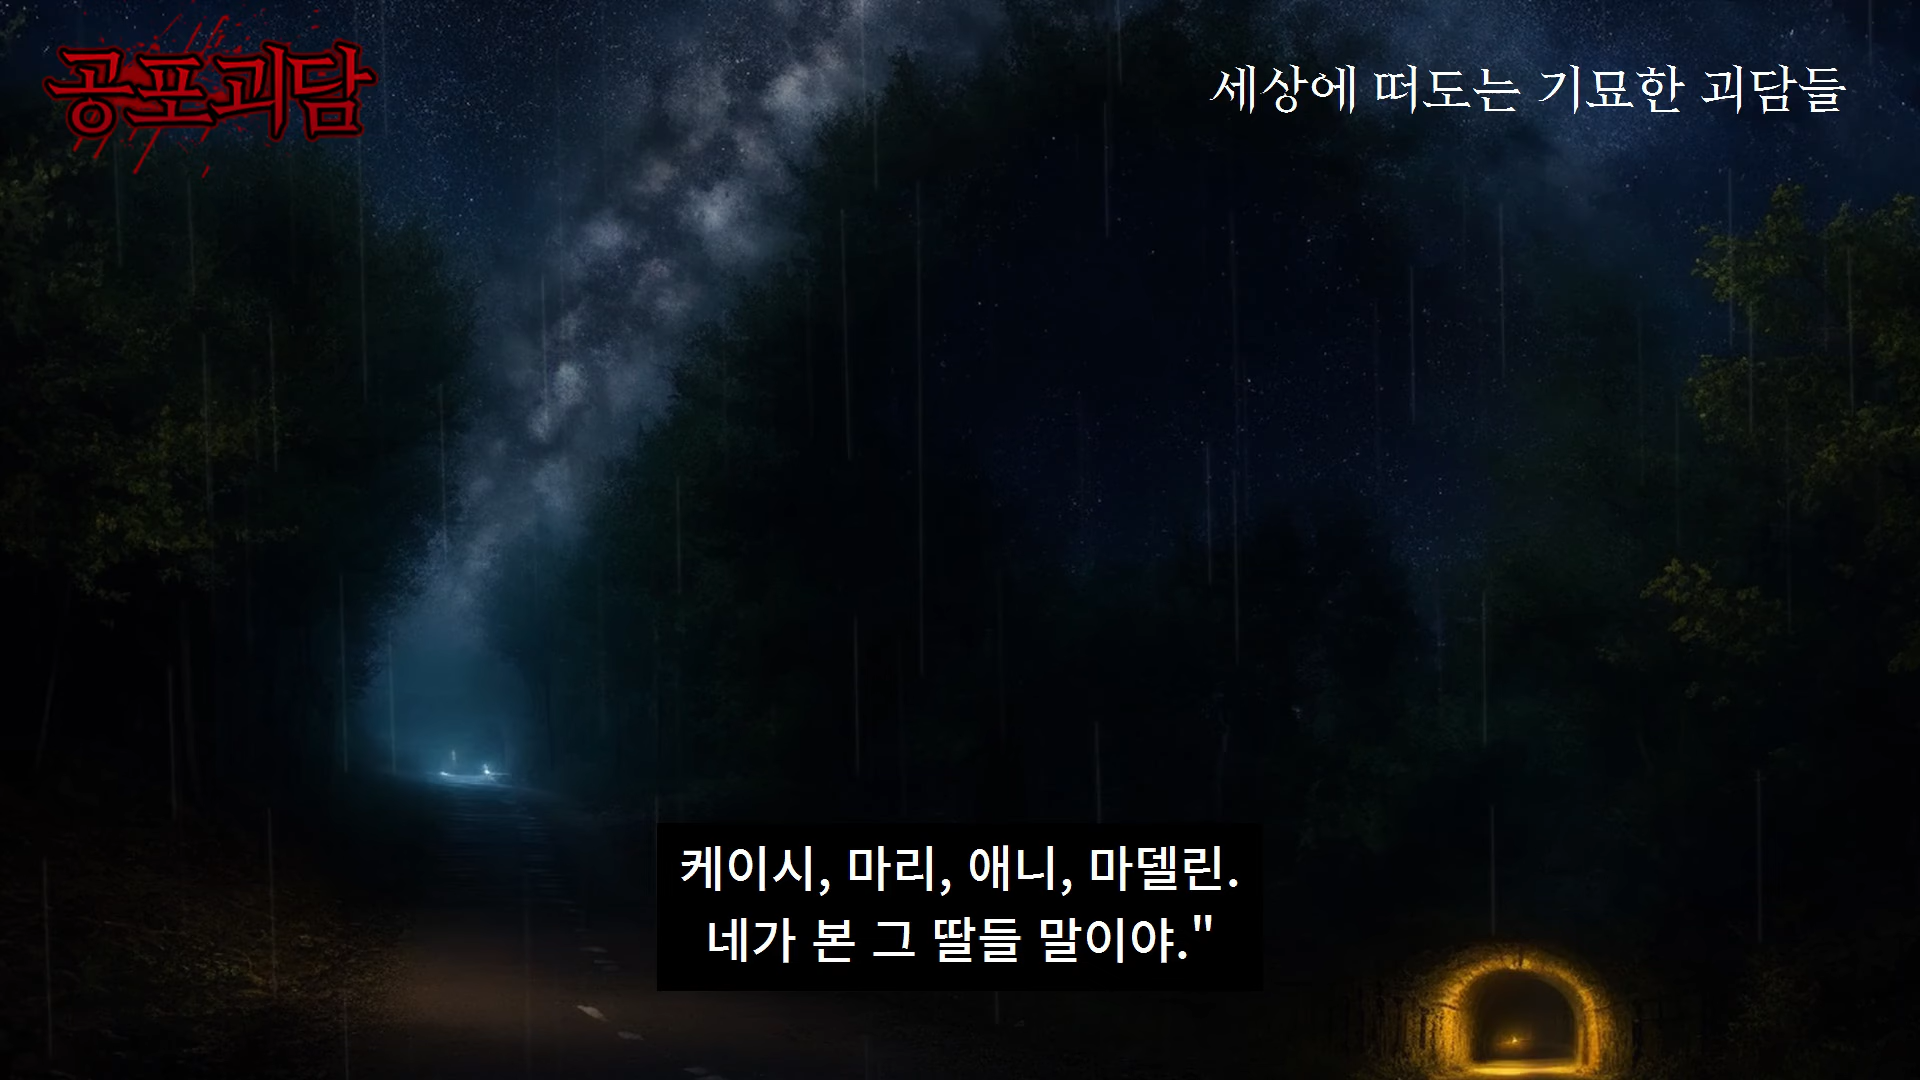 공포괴담
세상에 떠도는 기묘한 괴담들
케이시, 마리, 애니, 마델린.
네가 본 그 딸들 말이야."